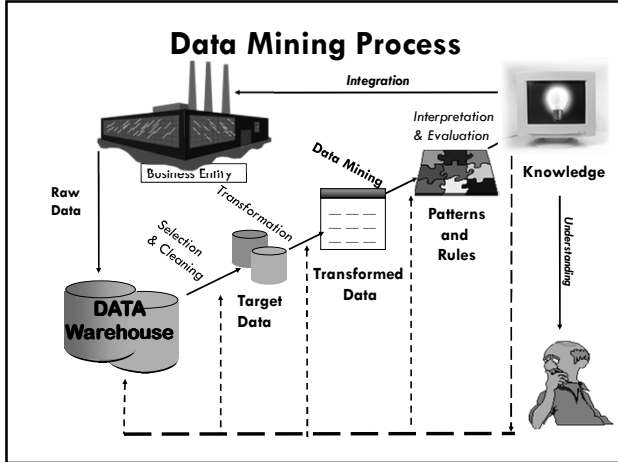 Data Mining Process
Integration
Interpretation
& Evaluation
Business Entity
Data Mining
Knowledge
Raw
Data
Transformation
Selection
& Cleaning
Patterns
and
Rules
Understanding
Transformed
Data
Target
Data
DATA
Warehouse